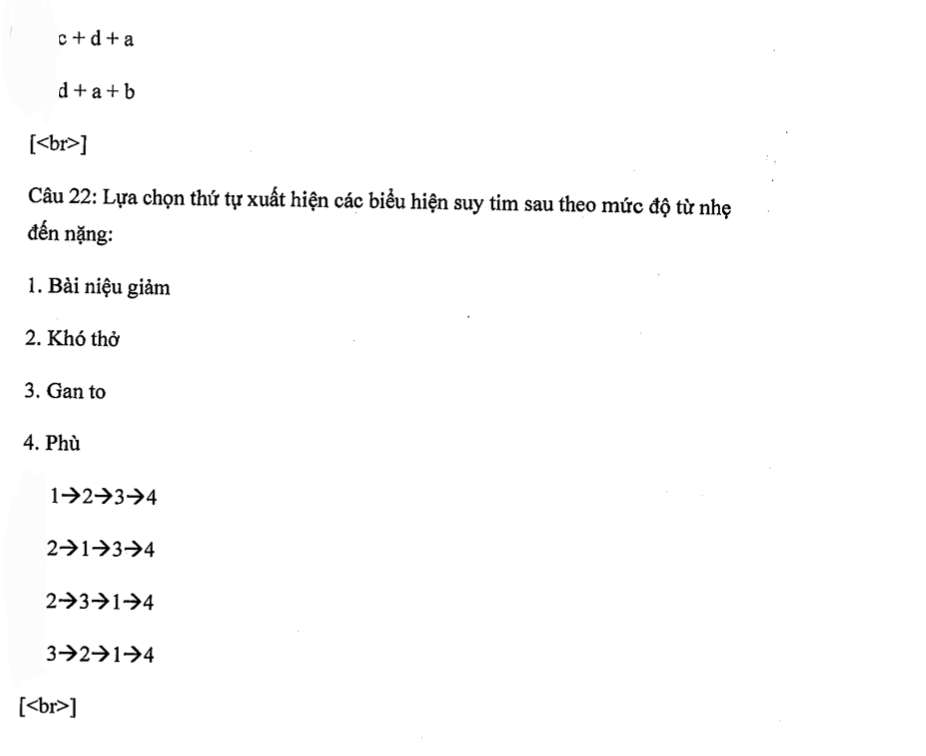 c + d + a
d + a + b
[<br>]
Câu 22: Lựa chọn thứ tự xuất hiện các biểu hiện suy tim sau theo mức độ từ nhẹ
đến nặng:
1. Bài niệu giảm
2. Khó thở
3. Gan to
4. Phù
1→2→3→4
2→1→3→4
2→3→1→4
3→2→1→4
[<br>]